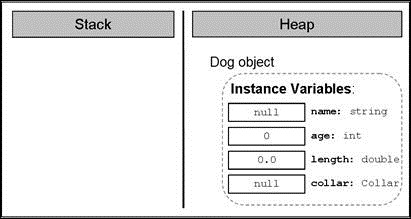 Stack Heap
Dog object
Instance Variables:
null name: string
0 age: int
0.0 length: double
null collar: Collar